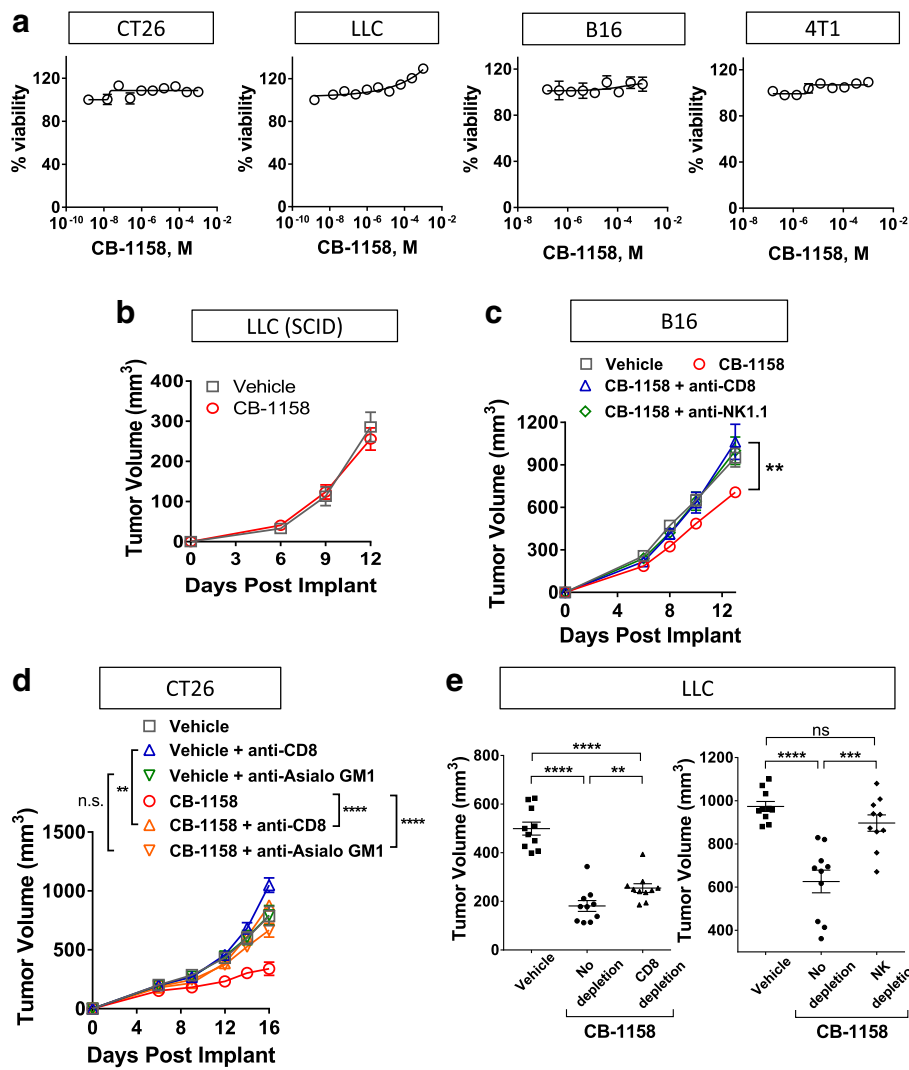 a
CT26
LLC
B16
4T1
% viability
120
80
40
0
10-10 10-8 10-6 10-4 10-2
CB-1158, M
% viability
120
80
40
0
10-10 10-8 10-6 10-4 10-2
CB-1158, M
% viability
120
80
40
0
10-8 10-6 10-4 10-2
CB-1158, M
% viability
120
80
40
0
10-8 10-6 10-4 10-2
CB-1158, M
b
LLC (SCID)
Vehicle
CB-1158
Tumor Volume (mm3)
400
300
200
100
0
0 3 6 9 12
Days Post Implant
c
B16
Vehicle CB-1158
CB-1158 + anti-CD8
CB-1158 + anti-NK1.1
Tumor Volume (mm3)
1200
900
600
300
0
**
0 4 8 12
Days Post Implant
d
CT26
Vehicle
Vehicle + anti-CD8
Vehicle + anti-Asialo GM1
CB-1158
CB-1158 + anti-CD8
CB-1158 + anti-Asialo GM1
n.s.
**
****
****
Tumor Volume (mm3)
1500
1000
500
0
0 4 8 12 16
Days Post Implant
e
LLC
Tumor Volume (mm3)
800
600
400
200
0
****
**** **
Vehicle
No depletion
CD8 depletion
CB-1158
Tumor Volume (mm3)
1200
1000
800
600
400
ns
**** ***
Vehicle
No depletion
NK depletion
CB-1158